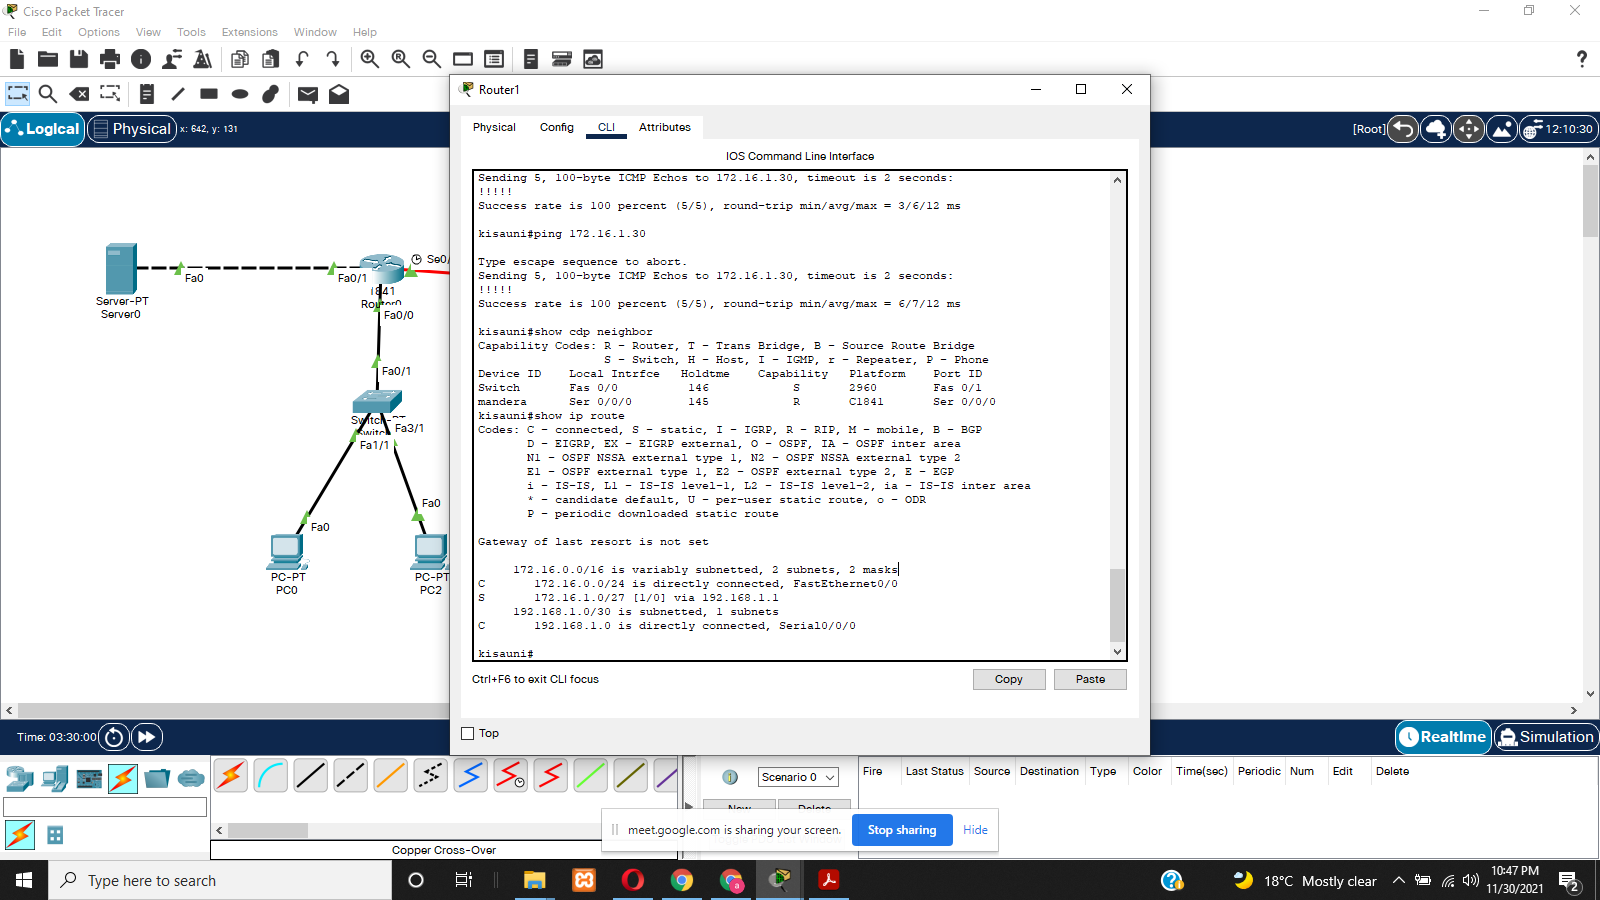 Cisco Packet Tracer
File Edit Options View Tools Extensions Window Help
Logical Physical x: 642, y: 131
[Root] 12:10:30
Router1
Physical Config CLI Attributes
IOS Command Line Interface
Sending 5, 100-byte ICMP Echos to 172.16.1.30, timeout is 2 seconds:
!!!!!
Success rate is 100 percent (5/5), round-trip min/avg/max = 3/6/12 ms
kisauni#ping 172.16.1.30
Type escape sequence to abort.
Sending 5, 100-byte ICMP Echos to 172.16.1.30, timeout is 2 seconds:
!!!!!
Success rate is 100 percent (5/5), round-trip min/avg/max = 6/7/12 ms
kisauni#show cdp neighbor
Capability Codes: R - Router, T - Trans Bridge, B - Source Route Bridge
S - Switch, H - Host, I - IGMP, r - Repeater, P - Phone
Device ID Local Intrfce Holdtme Capability Platform Port ID
Switch Fas 0/0 146 S 2960 Fas 0/1
mandera Ser 0/0/0 145 R C1841 Ser 0/0/0
kisauni#show ip route
Codes: C - connected, S - static, I - IGRP, R - RIP, M - mobile, B - BGP
D - EIGRP, EX - EIGRP external, O - OSPF, IA - OSPF inter area
N1 - OSPF NSSA external type 1, N2 - OSPF NSSA external type 2
E1 - OSPF external type 1, E2 - OSPF external type 2, E - EGP
i - IS-IS, L1 - IS-IS level-1, L2 - IS-IS level-2, ia - IS-IS inter area
* - candidate default, U - per-user static route, o - ODR
P - periodic downloaded static route
Gateway of last resort is not set
172.16.0.0/16 is variably subnetted, 2 subnets, 2 masks
C 172.16.0.0/24 is directly connected, FastEthernet0/0
S 172.16.1.0/27 [1/0] via 192.168.1.1
192.168.1.0/30 is subnetted, 1 subnets
C 192.168.1.0 is directly connected, Serial0/0/0
kisauni#
Ctrl+F6 to exit CLI focus
Copy Paste
Top
Server-PT
Server0
Fa0
Fa0/1
Se0/
1841
Router0
Fa0/0
Fa0/1
Switch-PT
Fa3/1
Fa1/1
Fa0
Fa0
PC-PT
PC0
PC-PT
PC2
Time: 03:30:00
Realtime Simulation
Scenario 0
New Delete
Fire Last Status Source Destination Type Color Time(sec) Periodic Num Edit Delete
meet.google.com is sharing your screen. Stop sharing Hide
Copper Cross-Over
Type here to search
18°C Mostly clear
10:47 PM
11/30/2021
2